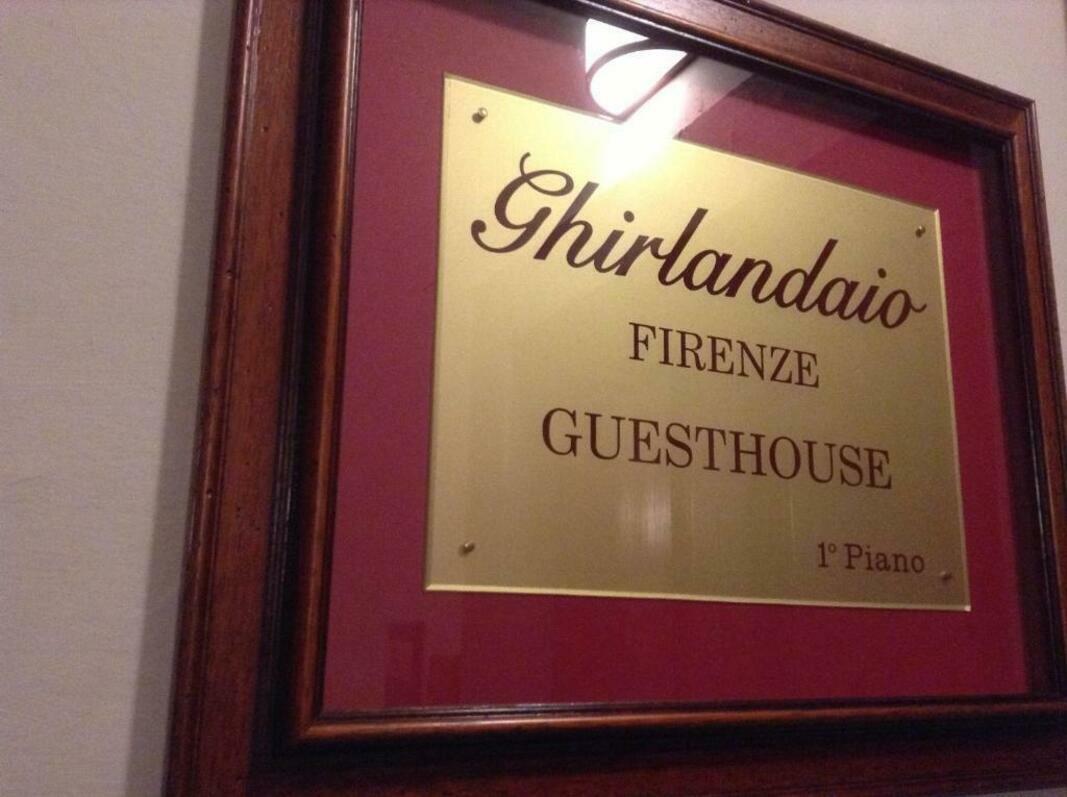 Ghirlandaio
FIRENZE
GUESTHOUSE
1° Piano